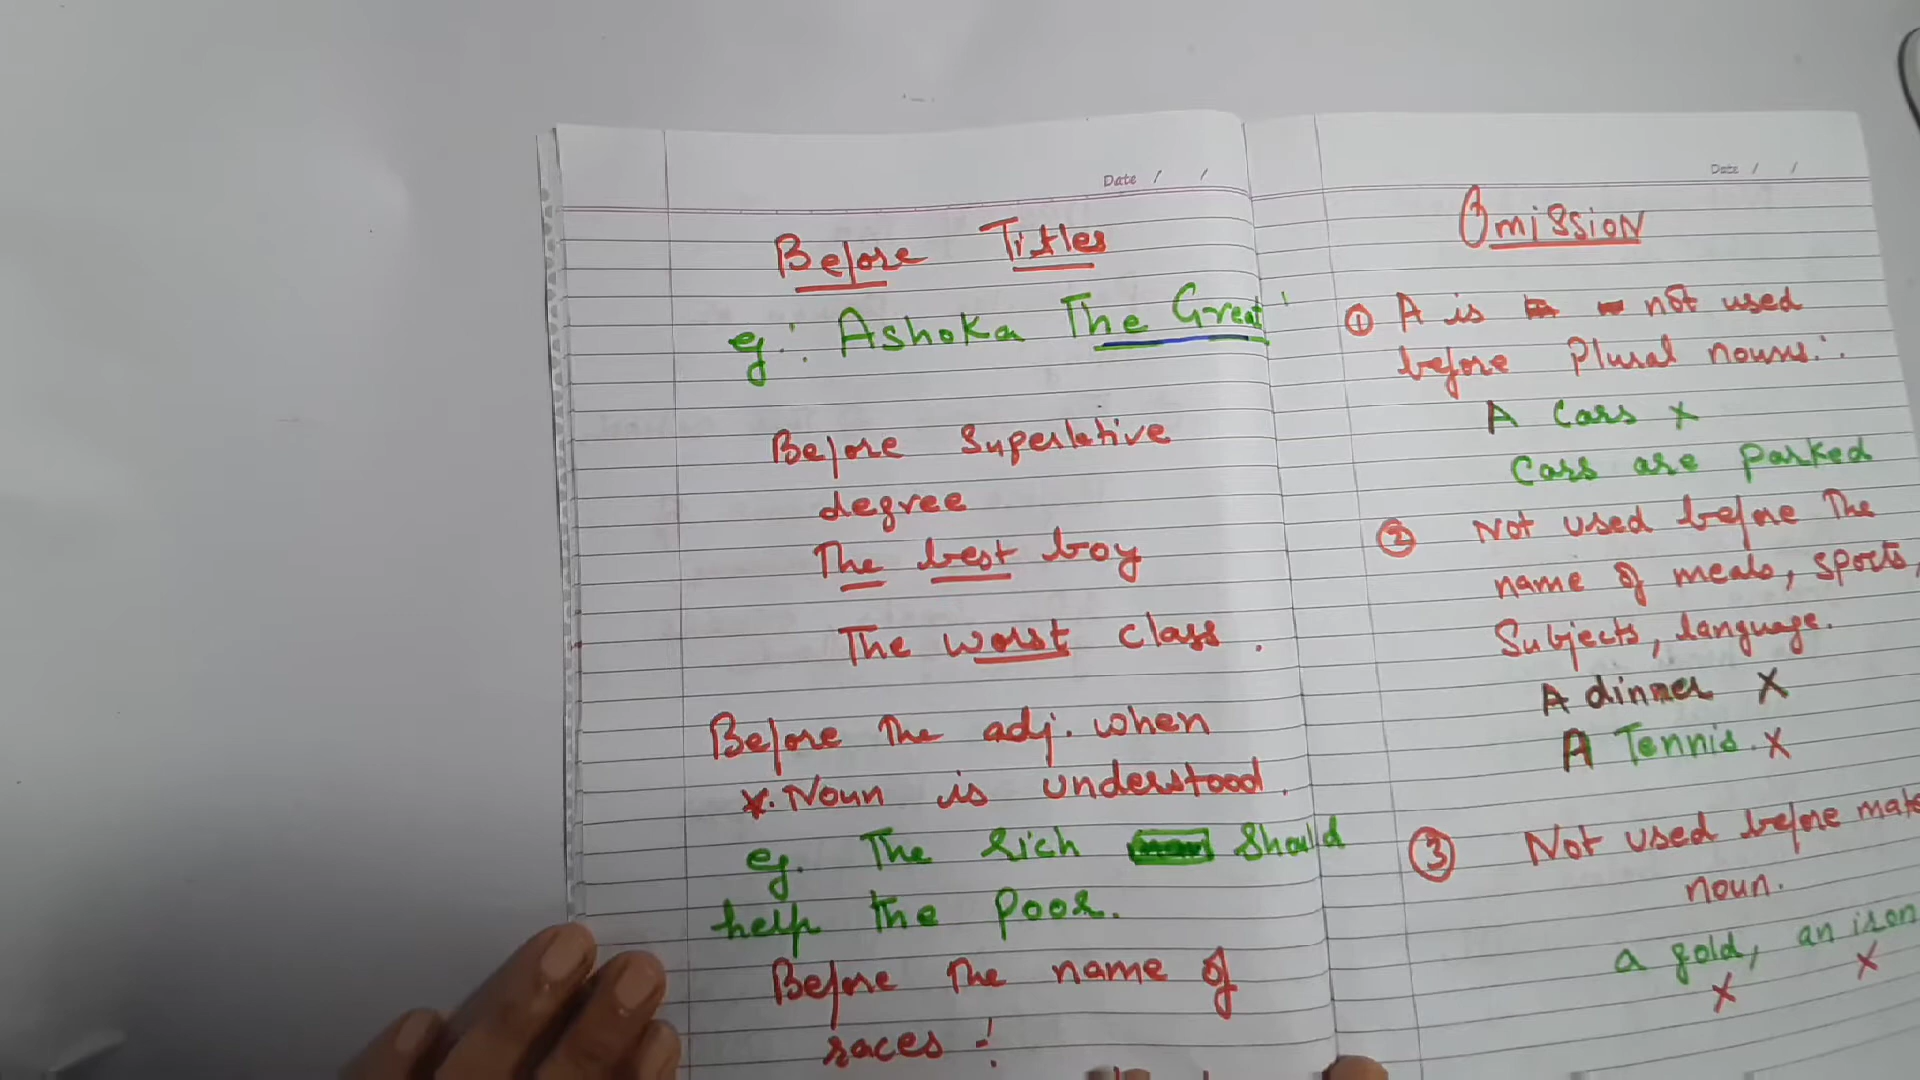 Date / /
Before Titles
eg:. Ashoka The Great'
Before Superlative
degree
The best boy
The worst class.
Before The adj. when
Noun is understood.
eg. The rich should
help the poor.
Before The name of
races :-
Date / /
Omission
① A is not used
before Plural nouns:.
A Cars x
Cars are parked
② Not used before The
name of meals, sports,
Subjects, language.
A dinner X
A Tennis. X
③ Not used before
noun.
a gold, an iron
X X